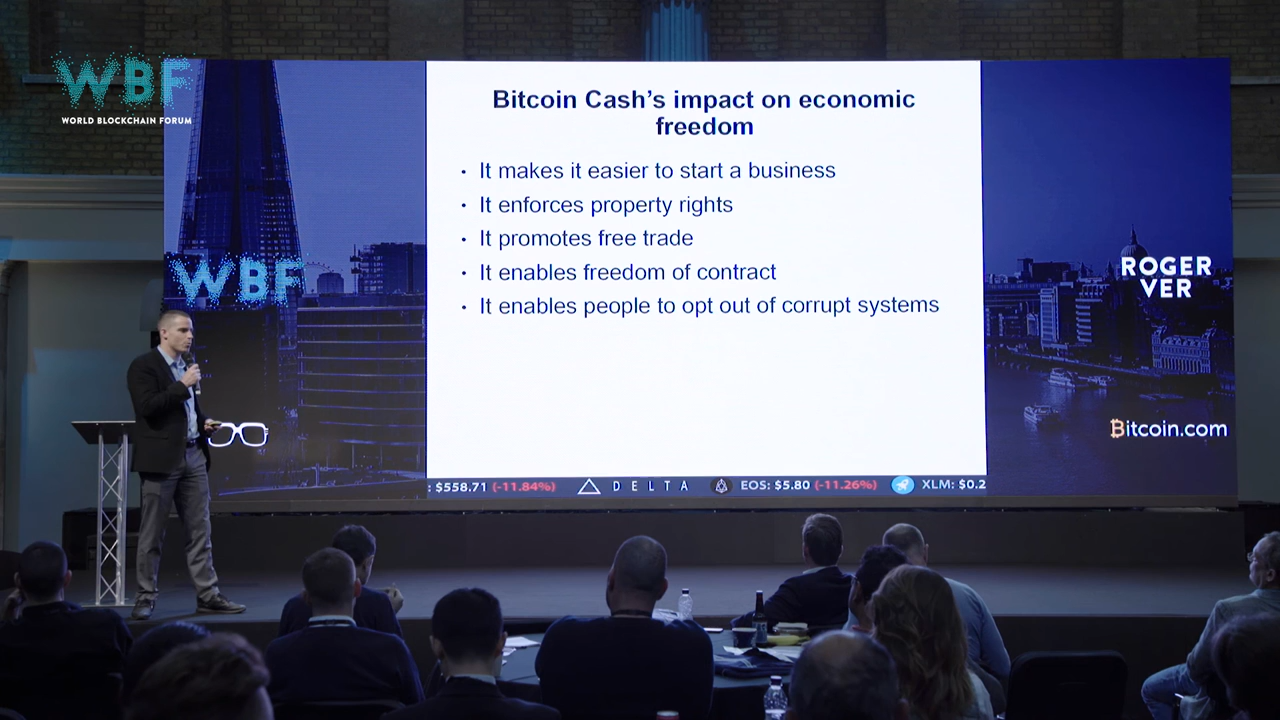 WBF
WORLD BLOCKCHAIN FORUM
Bitcoin Cash’s impact on economic
freedom
• It makes it easier to start a business
• It enforces property rights
• It promotes free trade
• It enables freedom of contract
• It enables people to opt out of corrupt systems
WBF
ROGER
VER
Bitcoin.com
: $558.71 (-11.84%) DELTA EOS: $5.80 (-11.26%) XLM: $0.2